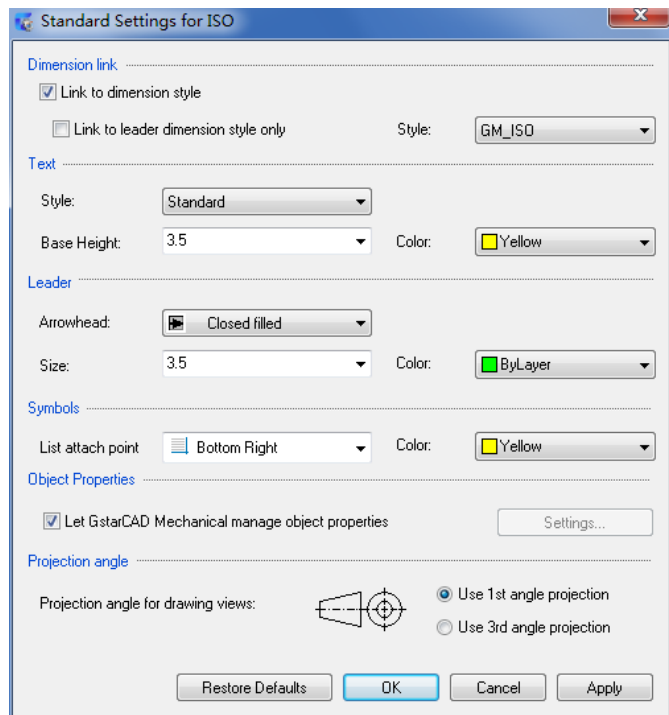 Standard Settings for ISO
Dimension link
Link to dimension style
Link to leader dimension style only Style: GM_ISO
Text
Style: Standard
Base Height: 3.5 Color: Yellow
Leader
Arrowhead: Closed filled
Size: 3.5 Color: ByLayer
Symbols
List attach point Bottom Right Color: Yellow
Object Properties
Let GstarCAD Mechanical manage object properties Settings...
Projection angle
Projection angle for drawing views: Use 1st angle projection
Use 3rd angle projection
Restore Defaults OK Cancel Apply